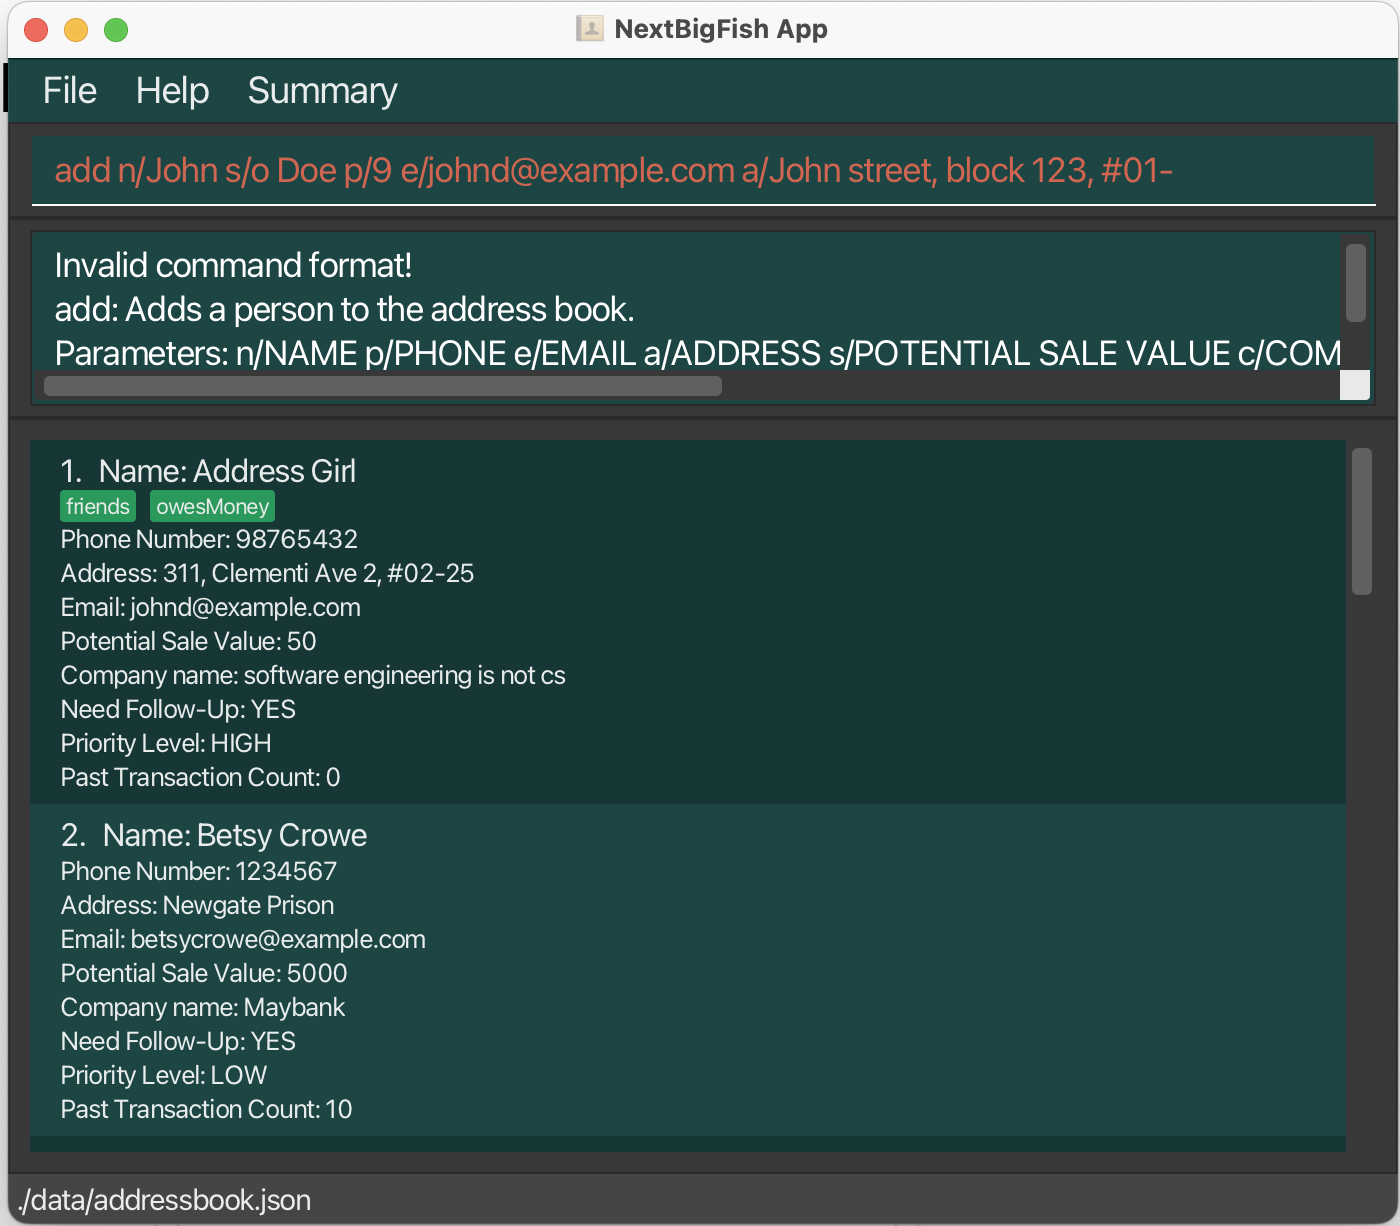 NextBigFish App
File Help Summary
add n/John s/o Doe p/9 e/johnd@example.com a/John street, block 123, #01-
Invalid command format!
add: Adds a person to the address book.
Parameters: n/NAME p/PHONE e/EMAIL a/ADDRESS s/POTENTIAL SALE VALUE c/COM
1. Name: Address Girl
friends owesMoney
Phone Number: 98765432
Address: 311, Clementi Ave 2, #02-25
Email: johnd@example.com
Potential Sale Value: 50
Company name: software engineering is not cs
Need Follow-Up: YES
Priority Level: HIGH
Past Transaction Count: 0
2. Name: Betsy Crowe
Phone Number: 1234567
Address: Newgate Prison
Email: betsycrowe@example.com
Potential Sale Value: 5000
Company name: Maybank
Need Follow-Up: YES
Priority Level: LOW
Past Transaction Count: 10
./data/addressbook.json